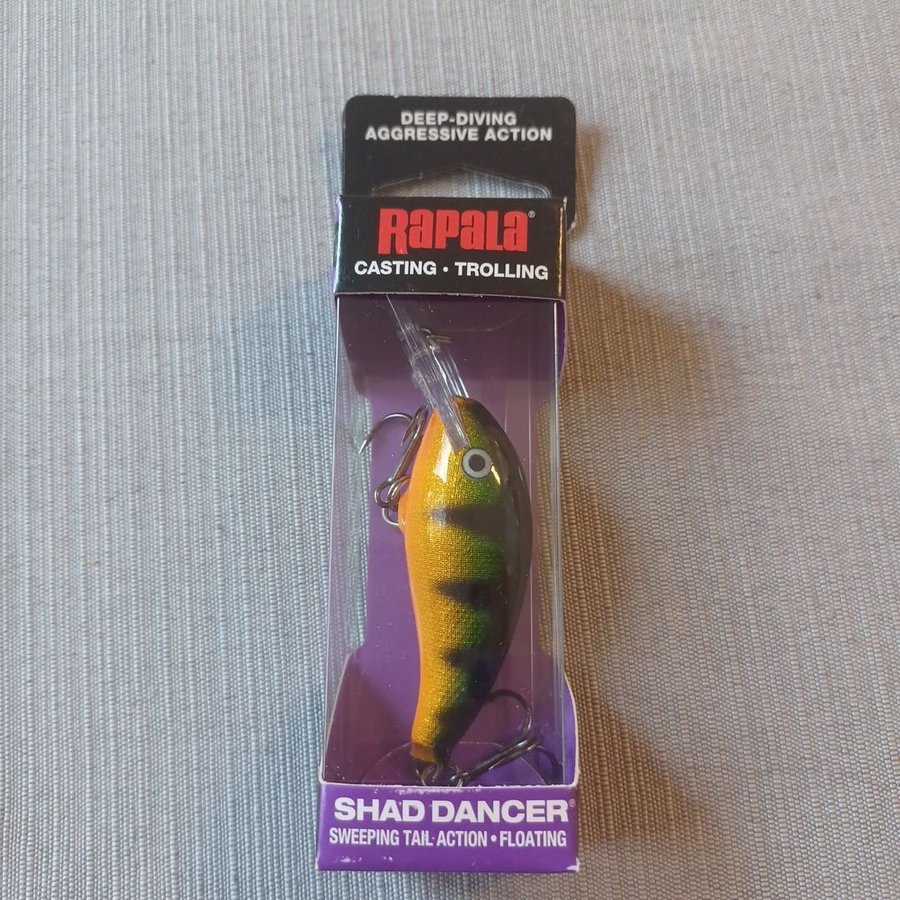 DEEP-DIVING
AGGRESSIVE ACTION
RAPALA®
CASTING • TROLLING
SHAD DANCER®
SWEEPING TAIL ACTION • FLOATING